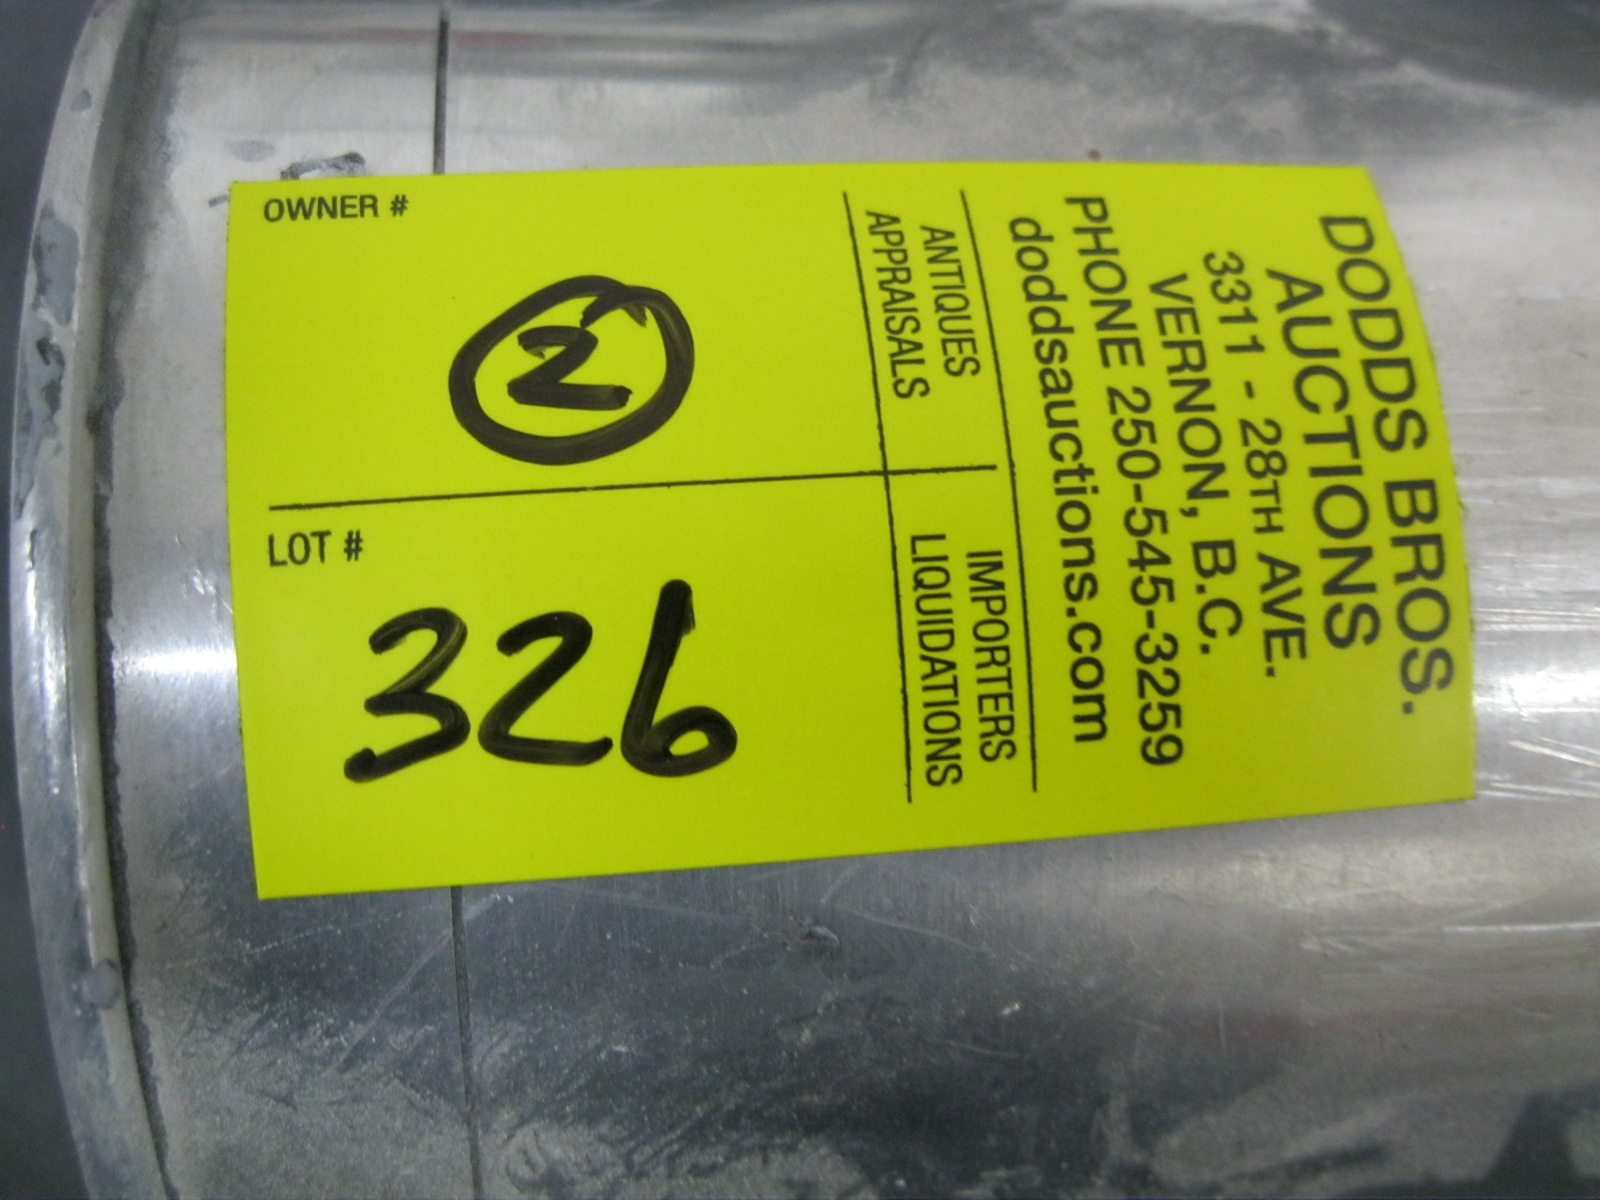 DODDS BROS.
AUCTIONS
3311 - 28TH AVE.
VERNON, B.C.
PHONE 250-545-3259
doddsauctions.com
ANTIQUES
APPRAISALS
IMPORTERS
LIQUIDATIONS
OWNER #
2
LOT #
326